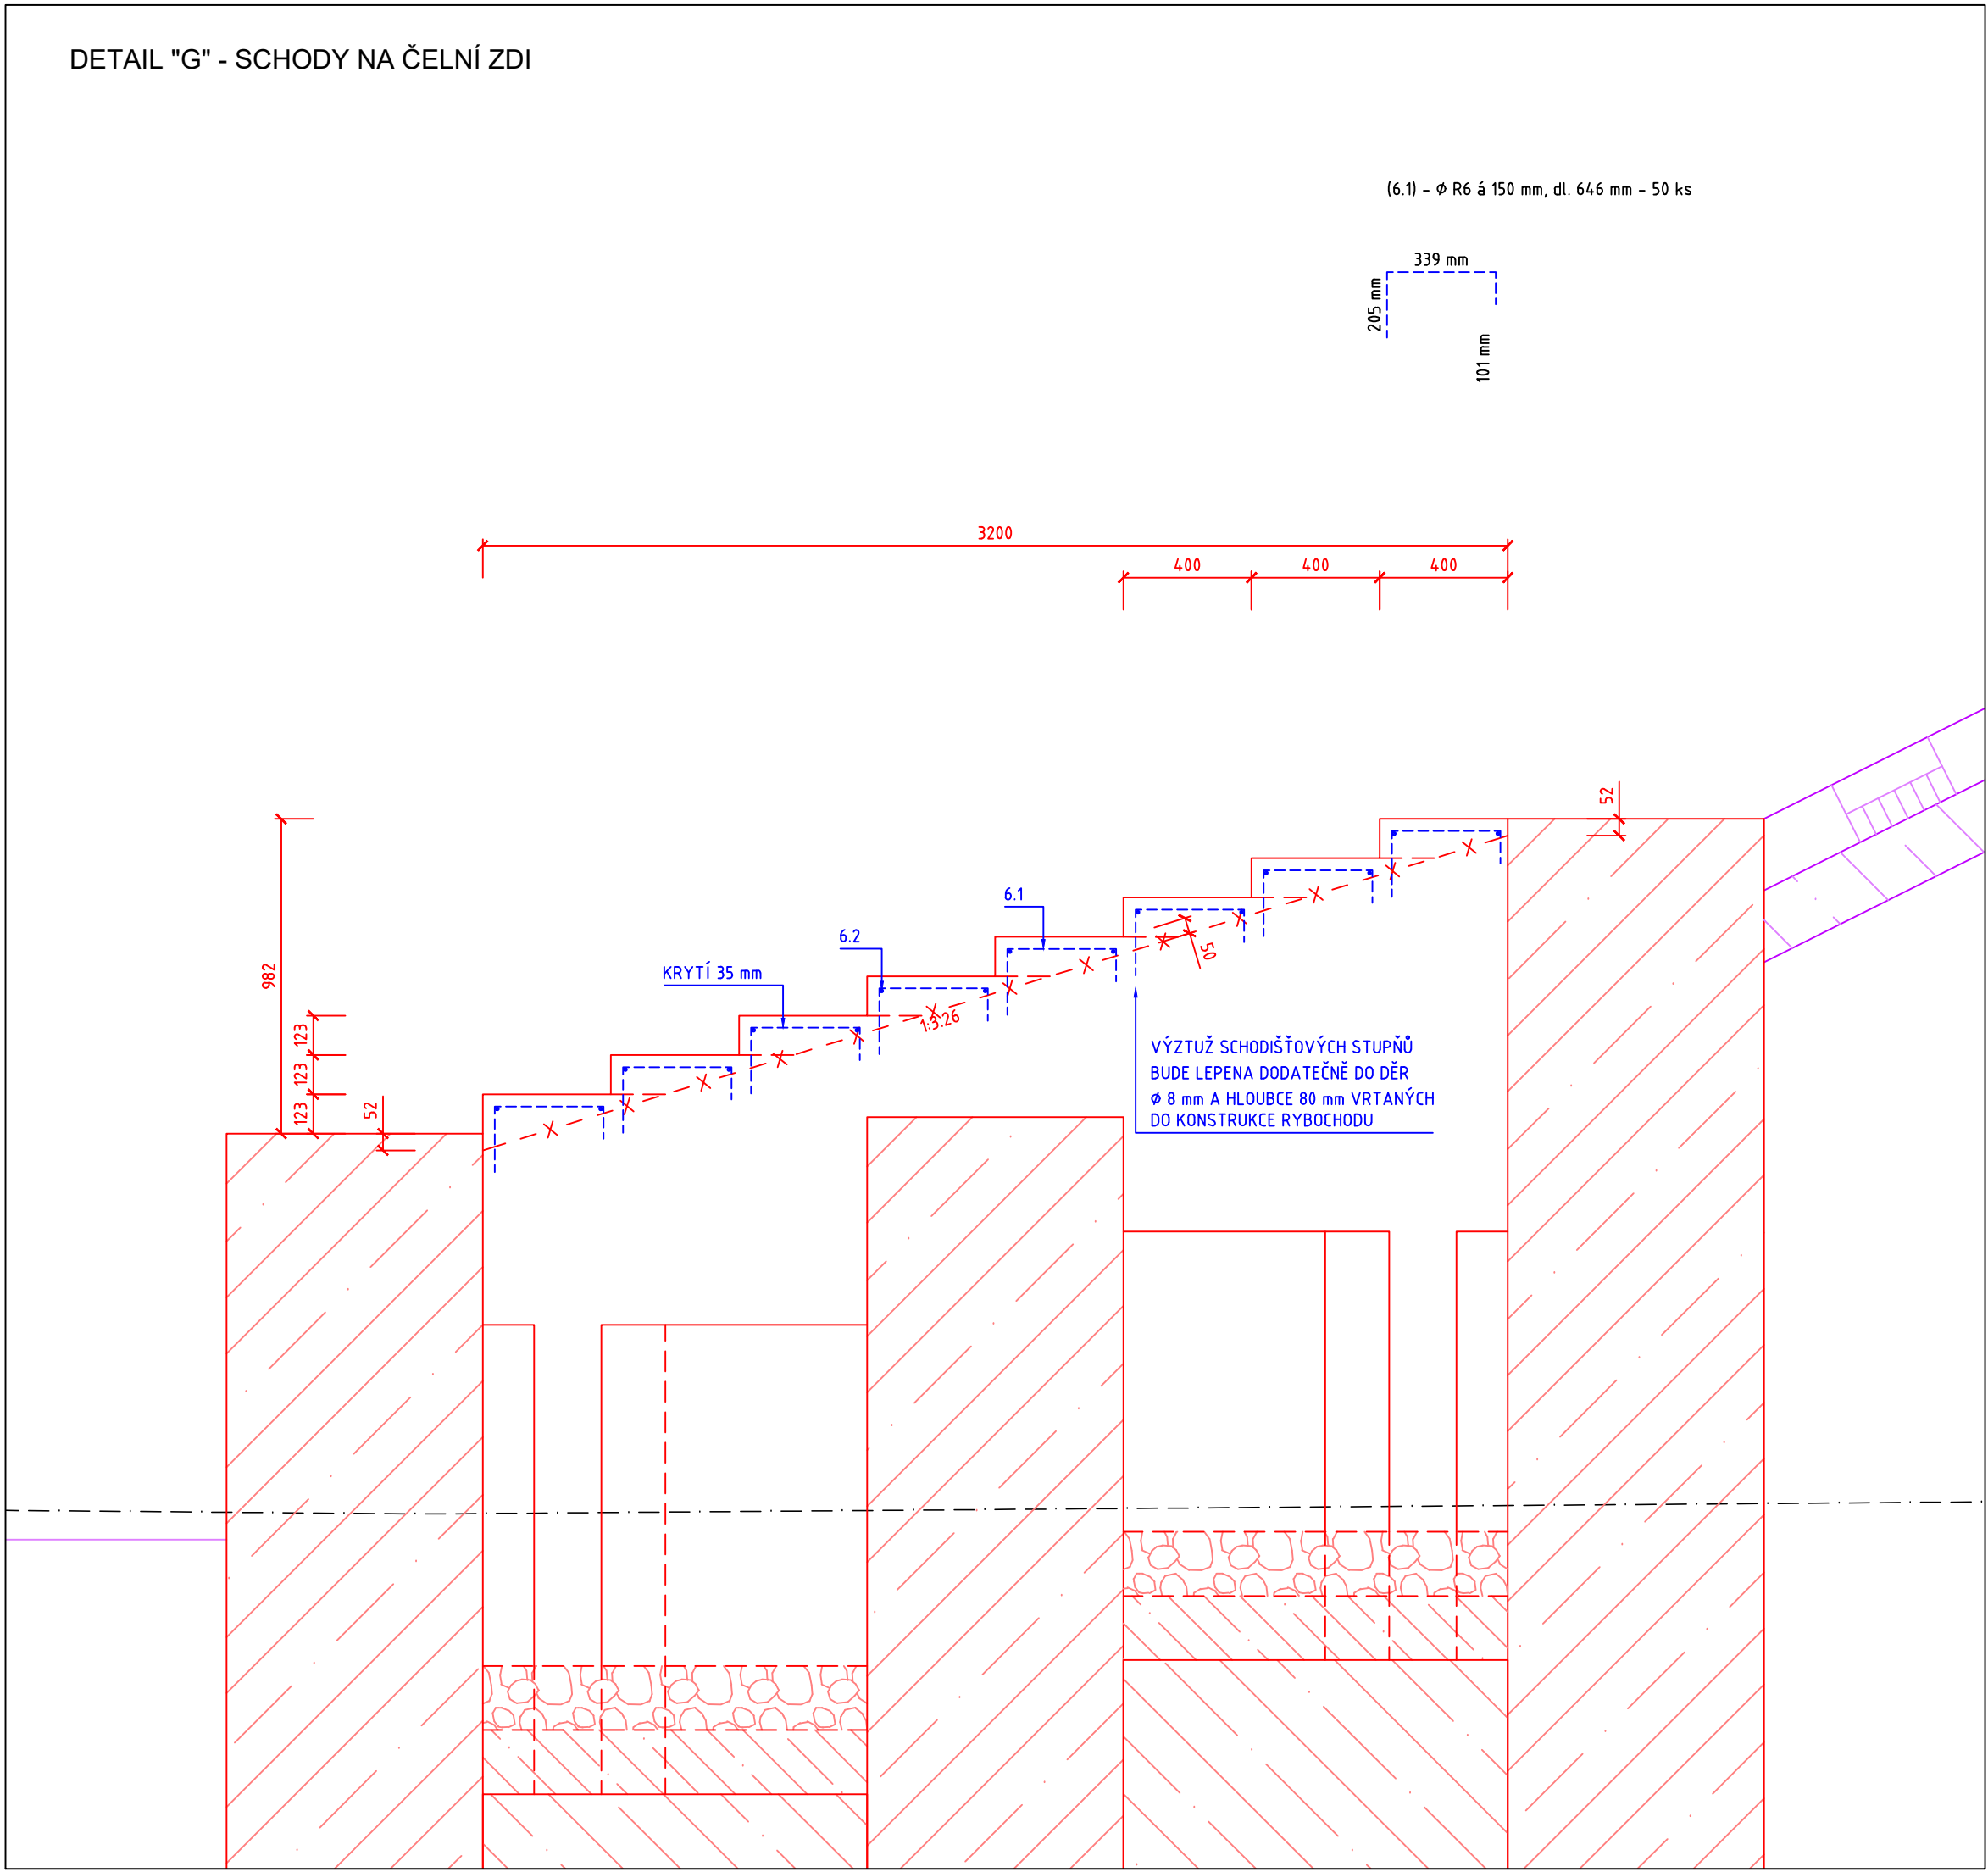 DETAIL "G" - SCHODY NA ČELNÍ ZDI
(6.1) - Ø R6 á 150 mm, dl. 646 mm - 50 ks
339 mm
205 mm
101 mm
3200
400
400
400
52
982
123
123
123
52
6.1
6.2
KRYTÍ 35 mm
50
1:3.26
VÝZTUŽ SCHODIŠŤOVÝCH STUPŇŮ
BUDE LEPENA DODATEČNĚ DO DĚR
Ø 8 mm A HLOUBCE 80 mm VRTANÝCH
DO KONSTRUKCE RYBOCHODU